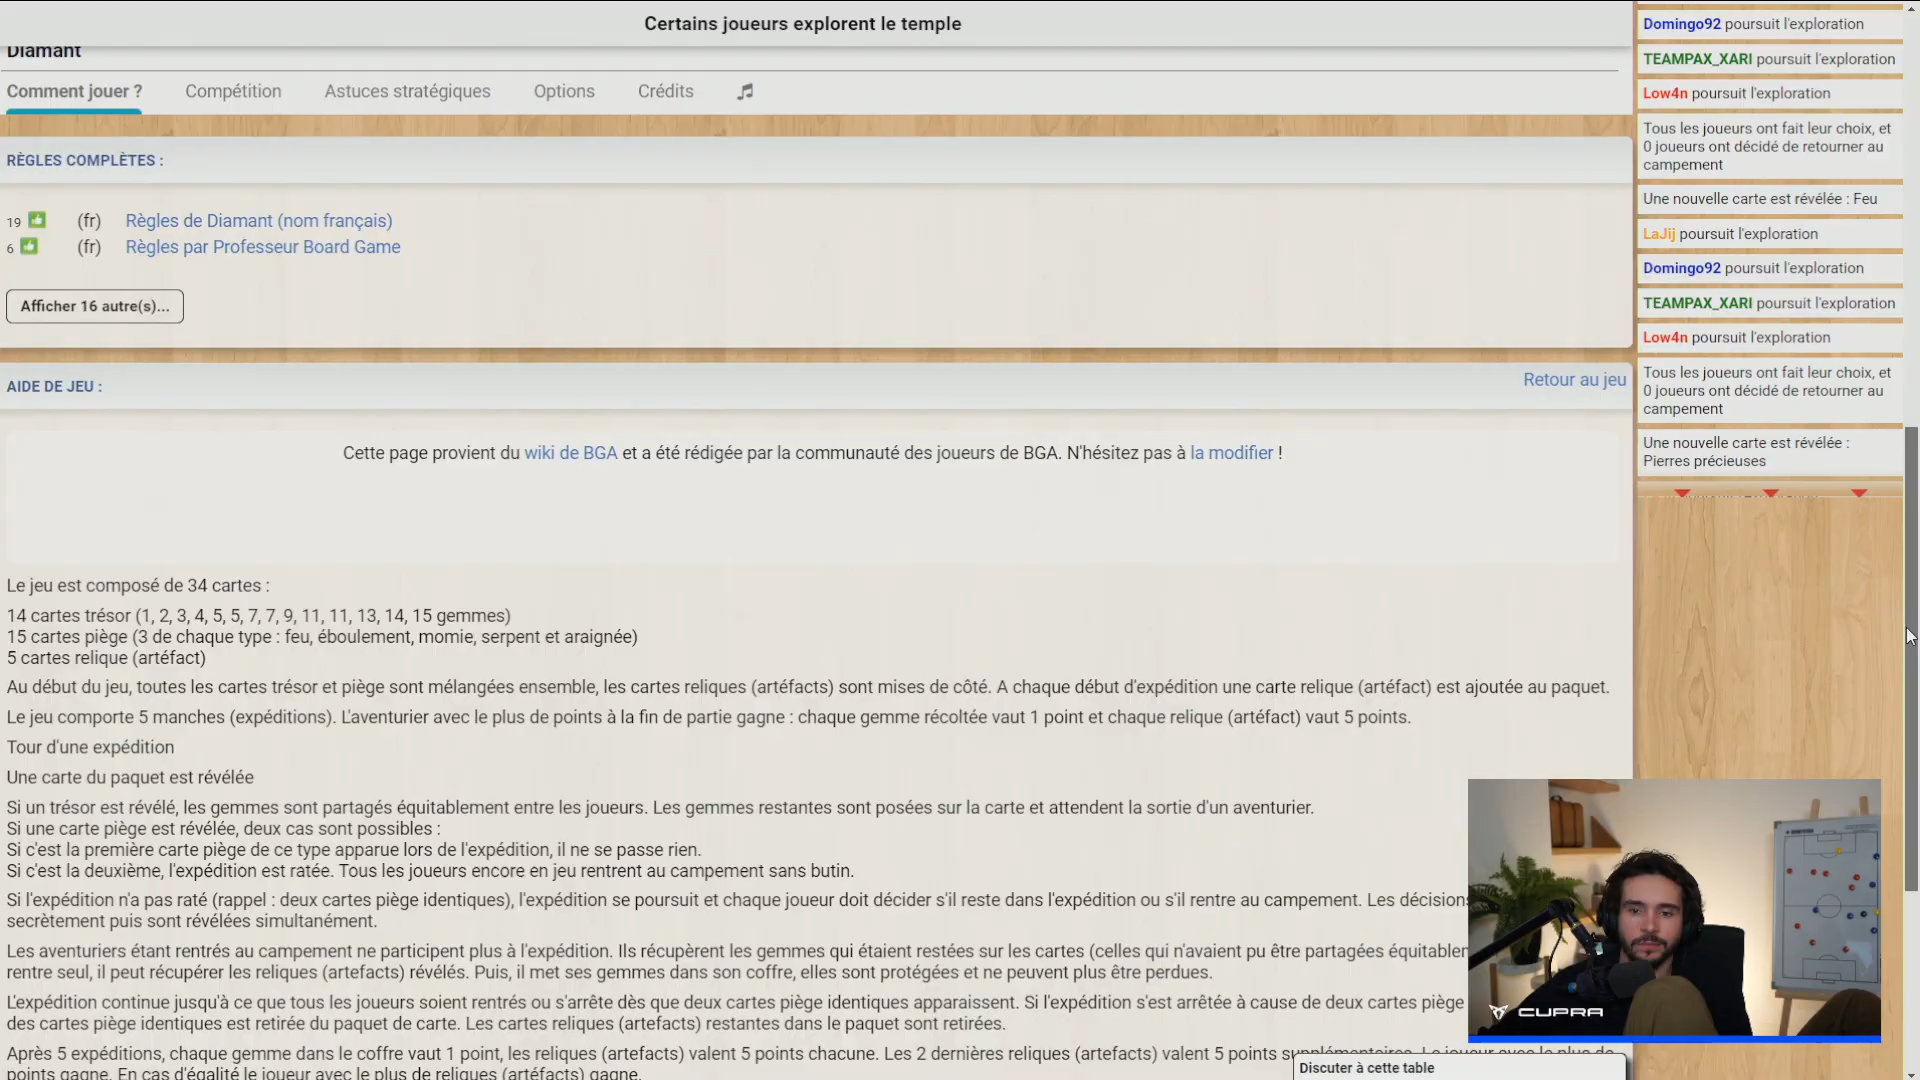 Certains joueurs explorent le temple
Diamant
Comment jouer ?
Compétition
Astuces stratégiques
Options
Crédits
RÈGLES COMPLÈTES :
19 (fr) Règles de Diamant (nom français)
6 (fr) Règles par Professeur Board Game
Afficher 16 autre(s)...
AIDE DE JEU :
Retour au jeu
Cette page provient du wiki de BGA et a été rédigée par la communauté des joueurs de BGA. N'hésitez pas à la modifier !
Le jeu est composé de 34 cartes :
14 cartes trésor (1, 2, 3, 4, 5, 5, 7, 7, 9, 11, 11, 13, 14, 15 gemmes)
15 cartes piège (3 de chaque type : feu, éboulement, momie, serpent et araignée)
5 cartes relique (artéfact)
Au début du jeu, toutes les cartes trésor et piège sont mélangées ensemble, les cartes reliques (artéfacts) sont mises de côté. A chaque début d'expédition une carte relique (artéfact) est ajoutée au paquet.
Le jeu comporte 5 manches (expéditions). L'aventurier avec le plus de points à la fin de partie gagne : chaque gemme récoltée vaut 1 point et chaque relique (artéfact) vaut 5 points.
Tour d'une expédition
Une carte du paquet est révélée
Si un trésor est révélé, les gemmes sont partagés équitablement entre les joueurs. Les gemmes restantes sont posées sur la carte et attendent la sortie d'un aventurier.
Si une carte piège est révélée, deux cas sont possibles :
Si c'est la première carte piège de ce type apparue lors de l'expédition, il ne se passe rien.
Si c'est la deuxième, l'expédition est ratée. Tous les joueurs encore en jeu rentrent au campement sans butin.
Si l'expédition n'a pas raté (rappel : deux cartes piège identiques), l'expédition se poursuit et chaque joueur doit décider s'il reste dans l'expédition ou s'il rentre au campement. Les décisions
secrètement puis sont révélées simultanément.
Les aventuriers étant rentrés au campement ne participent plus à l'expédition. Ils récupèrent les gemmes qui étaient restées sur les cartes (celles qui n'avaient pu être partagées
rentre seul, il peut récupérer les reliques (artefacts) révélés. Puis, il met ses gemmes dans son coffre, elles sont protégées et ne peuvent plus être perdues.
L'expédition continue jusqu'à ce que tous les joueurs soient rentrés ou s'arrête dès que deux cartes piège identiques apparaissent. Si l'expédition s'est arrêtée à cause de deux cartes piège
des cartes piège identiques est retirée du paquet de carte. Les cartes reliques (artefacts) restantes dans le paquet sont retirées.
Après 5 expéditions, chaque gemme dans le coffre vaut 1 point, les reliques (artefacts) valent 5 points chacune. Les 2 dernières reliques (artefacts) valent 5 points
points gagne. En cas d'égalité le joueur avec le plus de reliques (artéfacts) gagne.
Domingo92 poursuit l'exploration
TEAMPAX_XARI poursuit l'exploration
Low4n poursuit l'exploration
Tous les joueurs ont fait leur choix, et
0 joueurs ont décidé de retourner au
campement
Une nouvelle carte est révélée : Feu
LaJij poursuit l'exploration
Domingo92 poursuit l'exploration
TEAMPAX_XARI poursuit l'exploration
Low4n poursuit l'exploration
Tous les joueurs ont fait leur choix, et
0 joueurs ont décidé de retourner au
campement
Une nouvelle carte est révélée :
Pierres précieuses
CUPRA
Discuter à cette table